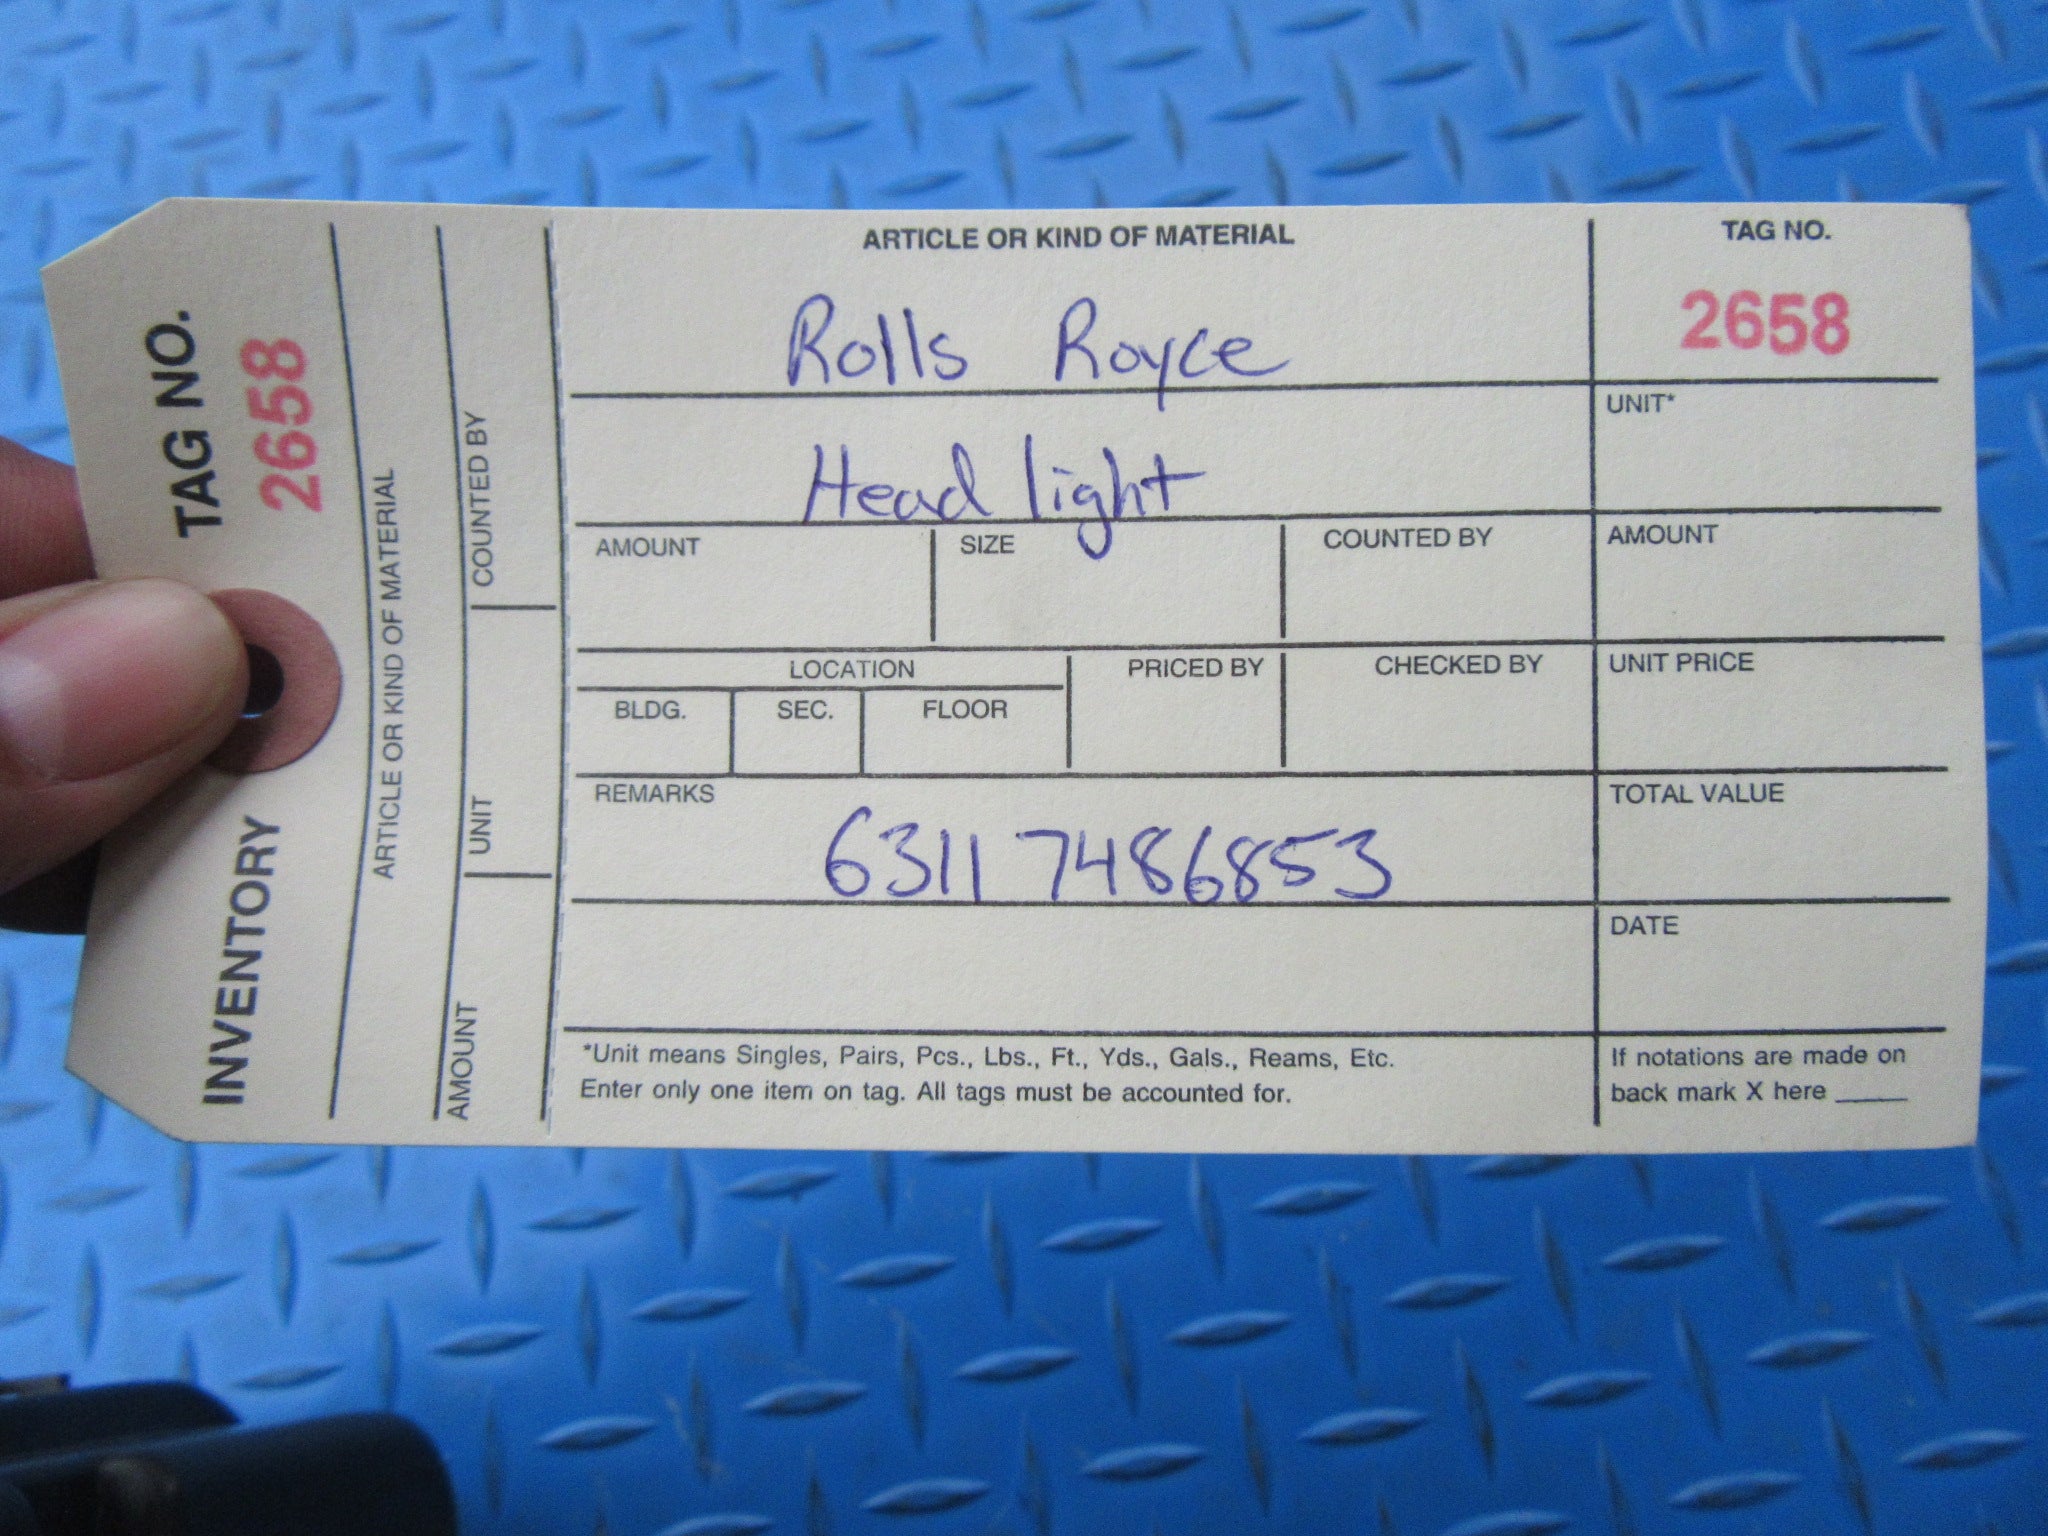 INVENTORY TAG NO.
2658
ARTICLE OR KIND OF MATERIAL
AMOUNT UNIT COUNTED BY
ARTICLE OR KIND OF MATERIAL
Rolls Royce
Head light
TAG NO.
2658
UNIT*
AMOUNT SIZE COUNTED BY AMOUNT
LOCATION PRICED BY CHECKED BY UNIT PRICE
BLDG. SEC. FLOOR
REMARKS TOTAL VALUE
63117486853
DATE
*Unit means Singles, Pairs, Pcs., Lbs., Ft., Yds., Gals., Reams, Etc.
Enter only one item on tag. All tags must be accounted for.
If notations are made on
back mark X here _____